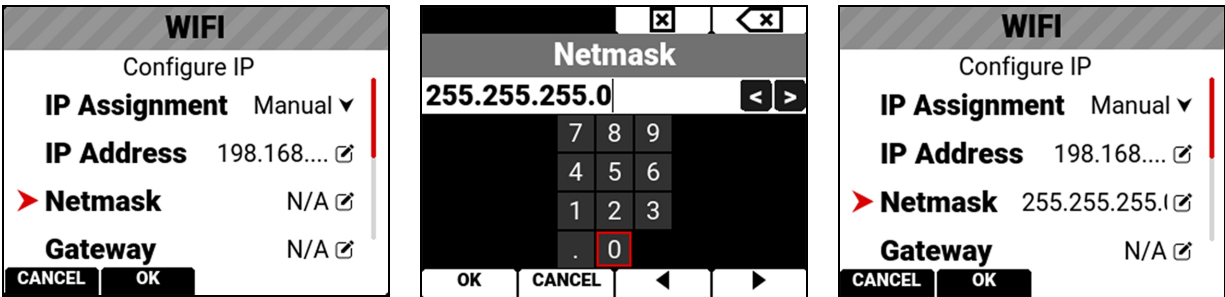 WIFI
Configure IP
IP Assignment Manual
IP Address 198.168....
Netmask N/A
Gateway N/A
CANCEL OK
Netmask
255.255.255.0
< >
7 8 9
4 5 6
1 2 3
. 0
OK CANCEL
WIFI
Configure IP
IP Assignment Manual
IP Address 198.168....
Netmask 255.255.255.
Gateway N/A
CANCEL OK